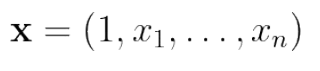 x = (1, x₁, . . . , xₙ)